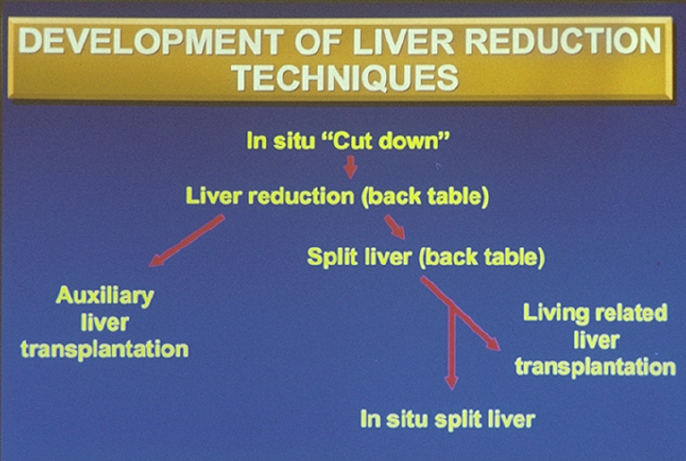 DEVELOPMENT OF LIVER REDUCTION
TECHNIQUES
In situ “Cut down”
Liver reduction (back table)
Split liver (back table)
Auxiliary
liver
transplantation
Living related
liver
transplantation
In situ split liver